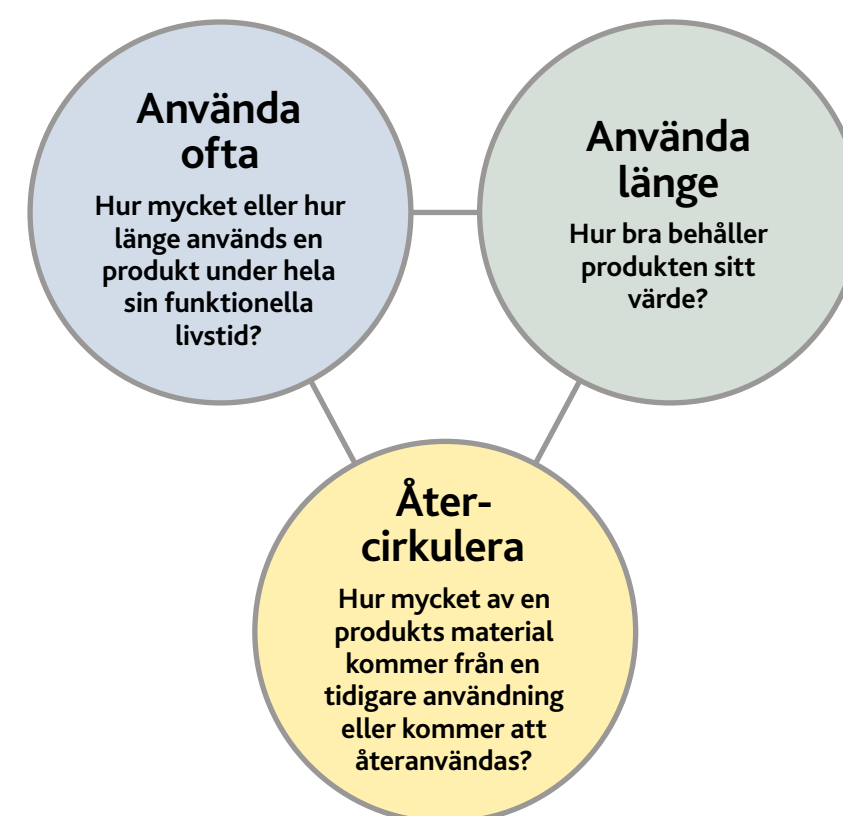 Använda
ofta
Hur mycket eller hur
länge används en
produkt under hela
sin funktionella
livstid?
Använda
länge
Hur bra behåller
produkten sitt
värde?
Åter-
cirkulera
Hur mycket av en
produkts material
kommer från en
tidigare användning
eller kommer att
återanvändas?